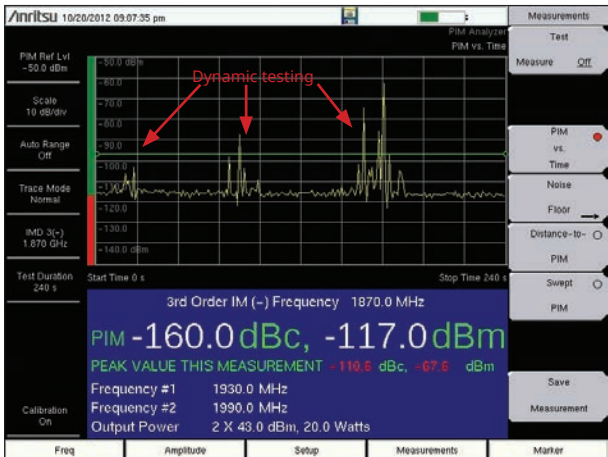 Anritsu 10/20/2012 09:07:35 pm
Measurements
PIM Analyzer
PIM vs. Time
Test
Measure Off
PIM Ref Lvl
-50.0 dBm
-50.0 dBm
Dynamic testing
-60.0
Scale
10 dB/div
-70.0
-80.0
Auto Range
Off
-90.0
PIM
vs.
Time
-100.0
Trace Mode
Normal
-110.0
Noise
Floor
-120.0
IMD 3(-)
1.870 GHz
-130.0
Distance-to-
PIM
-140.0 dBm
Test Duration
240 s
Start Time 0 s
Stop Time 240 s
Swept
PIM
3rd Order IM (-) Frequency 1870.0 MHz
PIM -160.0 dBc, -117.0 dBm
PEAK VALUE THIS MEASUREMENT -110.6 dBc, -67.6 dBm
Frequency #1 1930.0 MHz
Frequency #2 1990.0 MHz
Output Power 2 X 43.0 dBm, 20.0 Watts
Save
Measurement
Calibration
On
Freq
Amplitude
Setup
Measurements
Marker